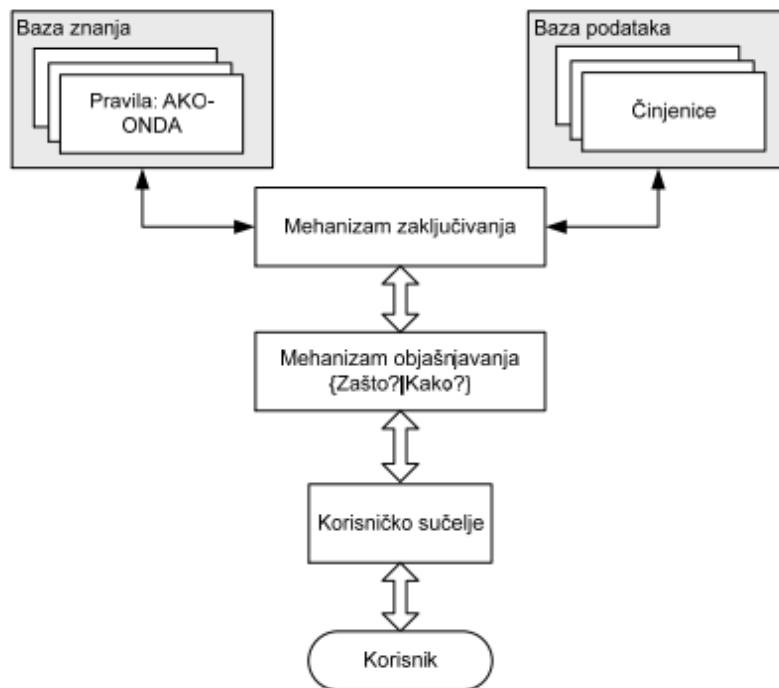 Baza znanja
Pravila: AKO-
ONDA
Baza podataka
Činjenice
Mehanizam zaključivanja
Mehanizam objašnjavanja
{Zašto?|Kako?}
Korisničko sučelje
Korisnik